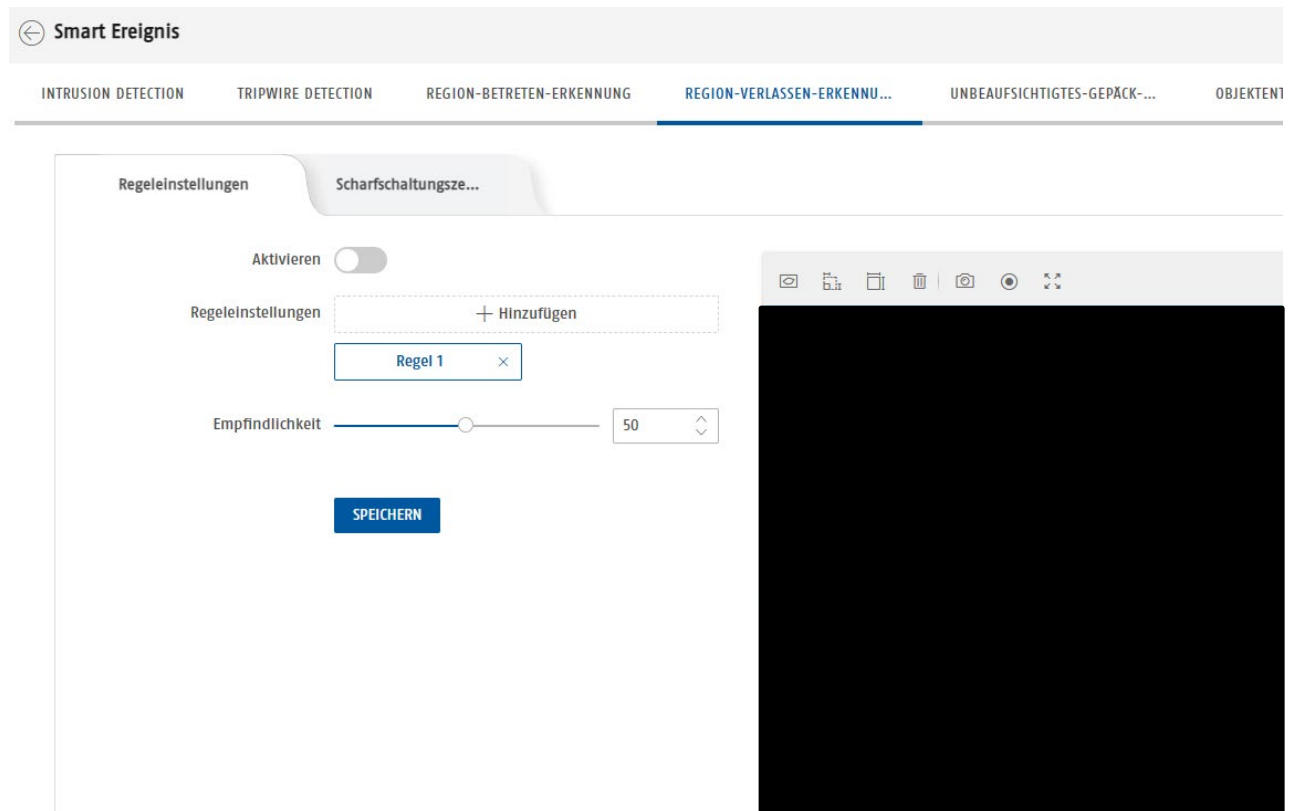 Smart Ereignis
INTRUSION DETECTION TRIPWIRE DETECTION REGION-BETRETEN-ERKENNUNG REGION-VERLASSEN-ERKENNU... UNBEAUFSICHTIGTES-GEPÄCK-... OBJEKTENT
Regeleinstellungen Scharfschaltungsze...
Aktivieren
Regeleinstellungen + Hinzufügen
Regel 1 ×
Empfindlichkeit 50
SPEICHERN